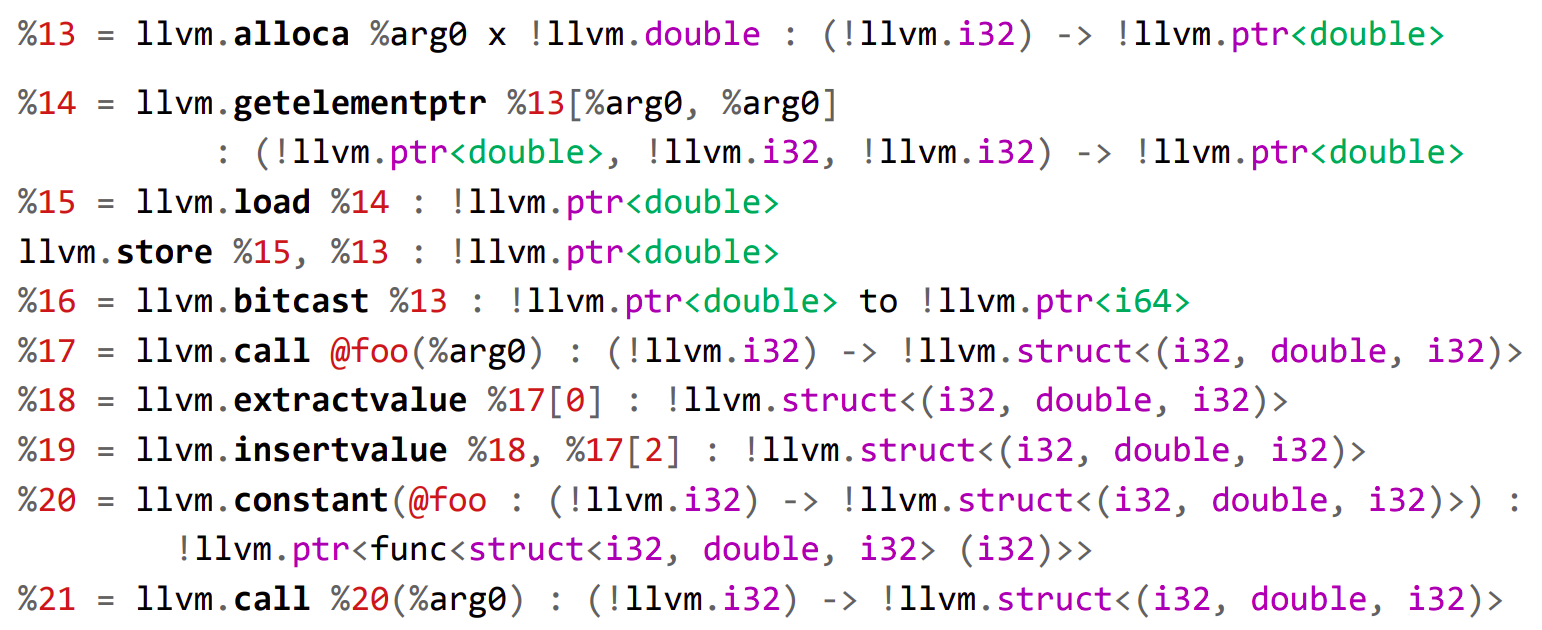 %13 = llvm.alloca %arg0 x !llvm.double : (!llvm.i32) -> !llvm.ptr<double>
%14 = llvm.getelementptr %13[%arg0, %arg0]
: (!llvm.ptr<double>, !llvm.i32, !llvm.i32) -> !llvm.ptr<double>
%15 = llvm.load %14 : !llvm.ptr<double>
llvm.store %15, %13 : !llvm.ptr<double>
%16 = llvm.bitcast %13 : !llvm.ptr<double> to !llvm.ptr<i64>
%17 = llvm.call @foo(%arg0) : (!llvm.i32) -> !llvm.struct<(i32, double, i32)>
%18 = llvm.extractvalue %17[0] : !llvm.struct<(i32, double, i32)>
%19 = llvm.insertvalue %18, %17[2] : !llvm.struct<(i32, double, i32)>
%20 = llvm.constant(@foo : (!llvm.i32) -> !llvm.struct<(i32, double, i32)>) :
!llvm.ptr<func<struct<i32, double, i32> (i32)>>
%21 = llvm.call %20(%arg0) : (!llvm.i32) -> !llvm.struct<(i32, double, i32)>